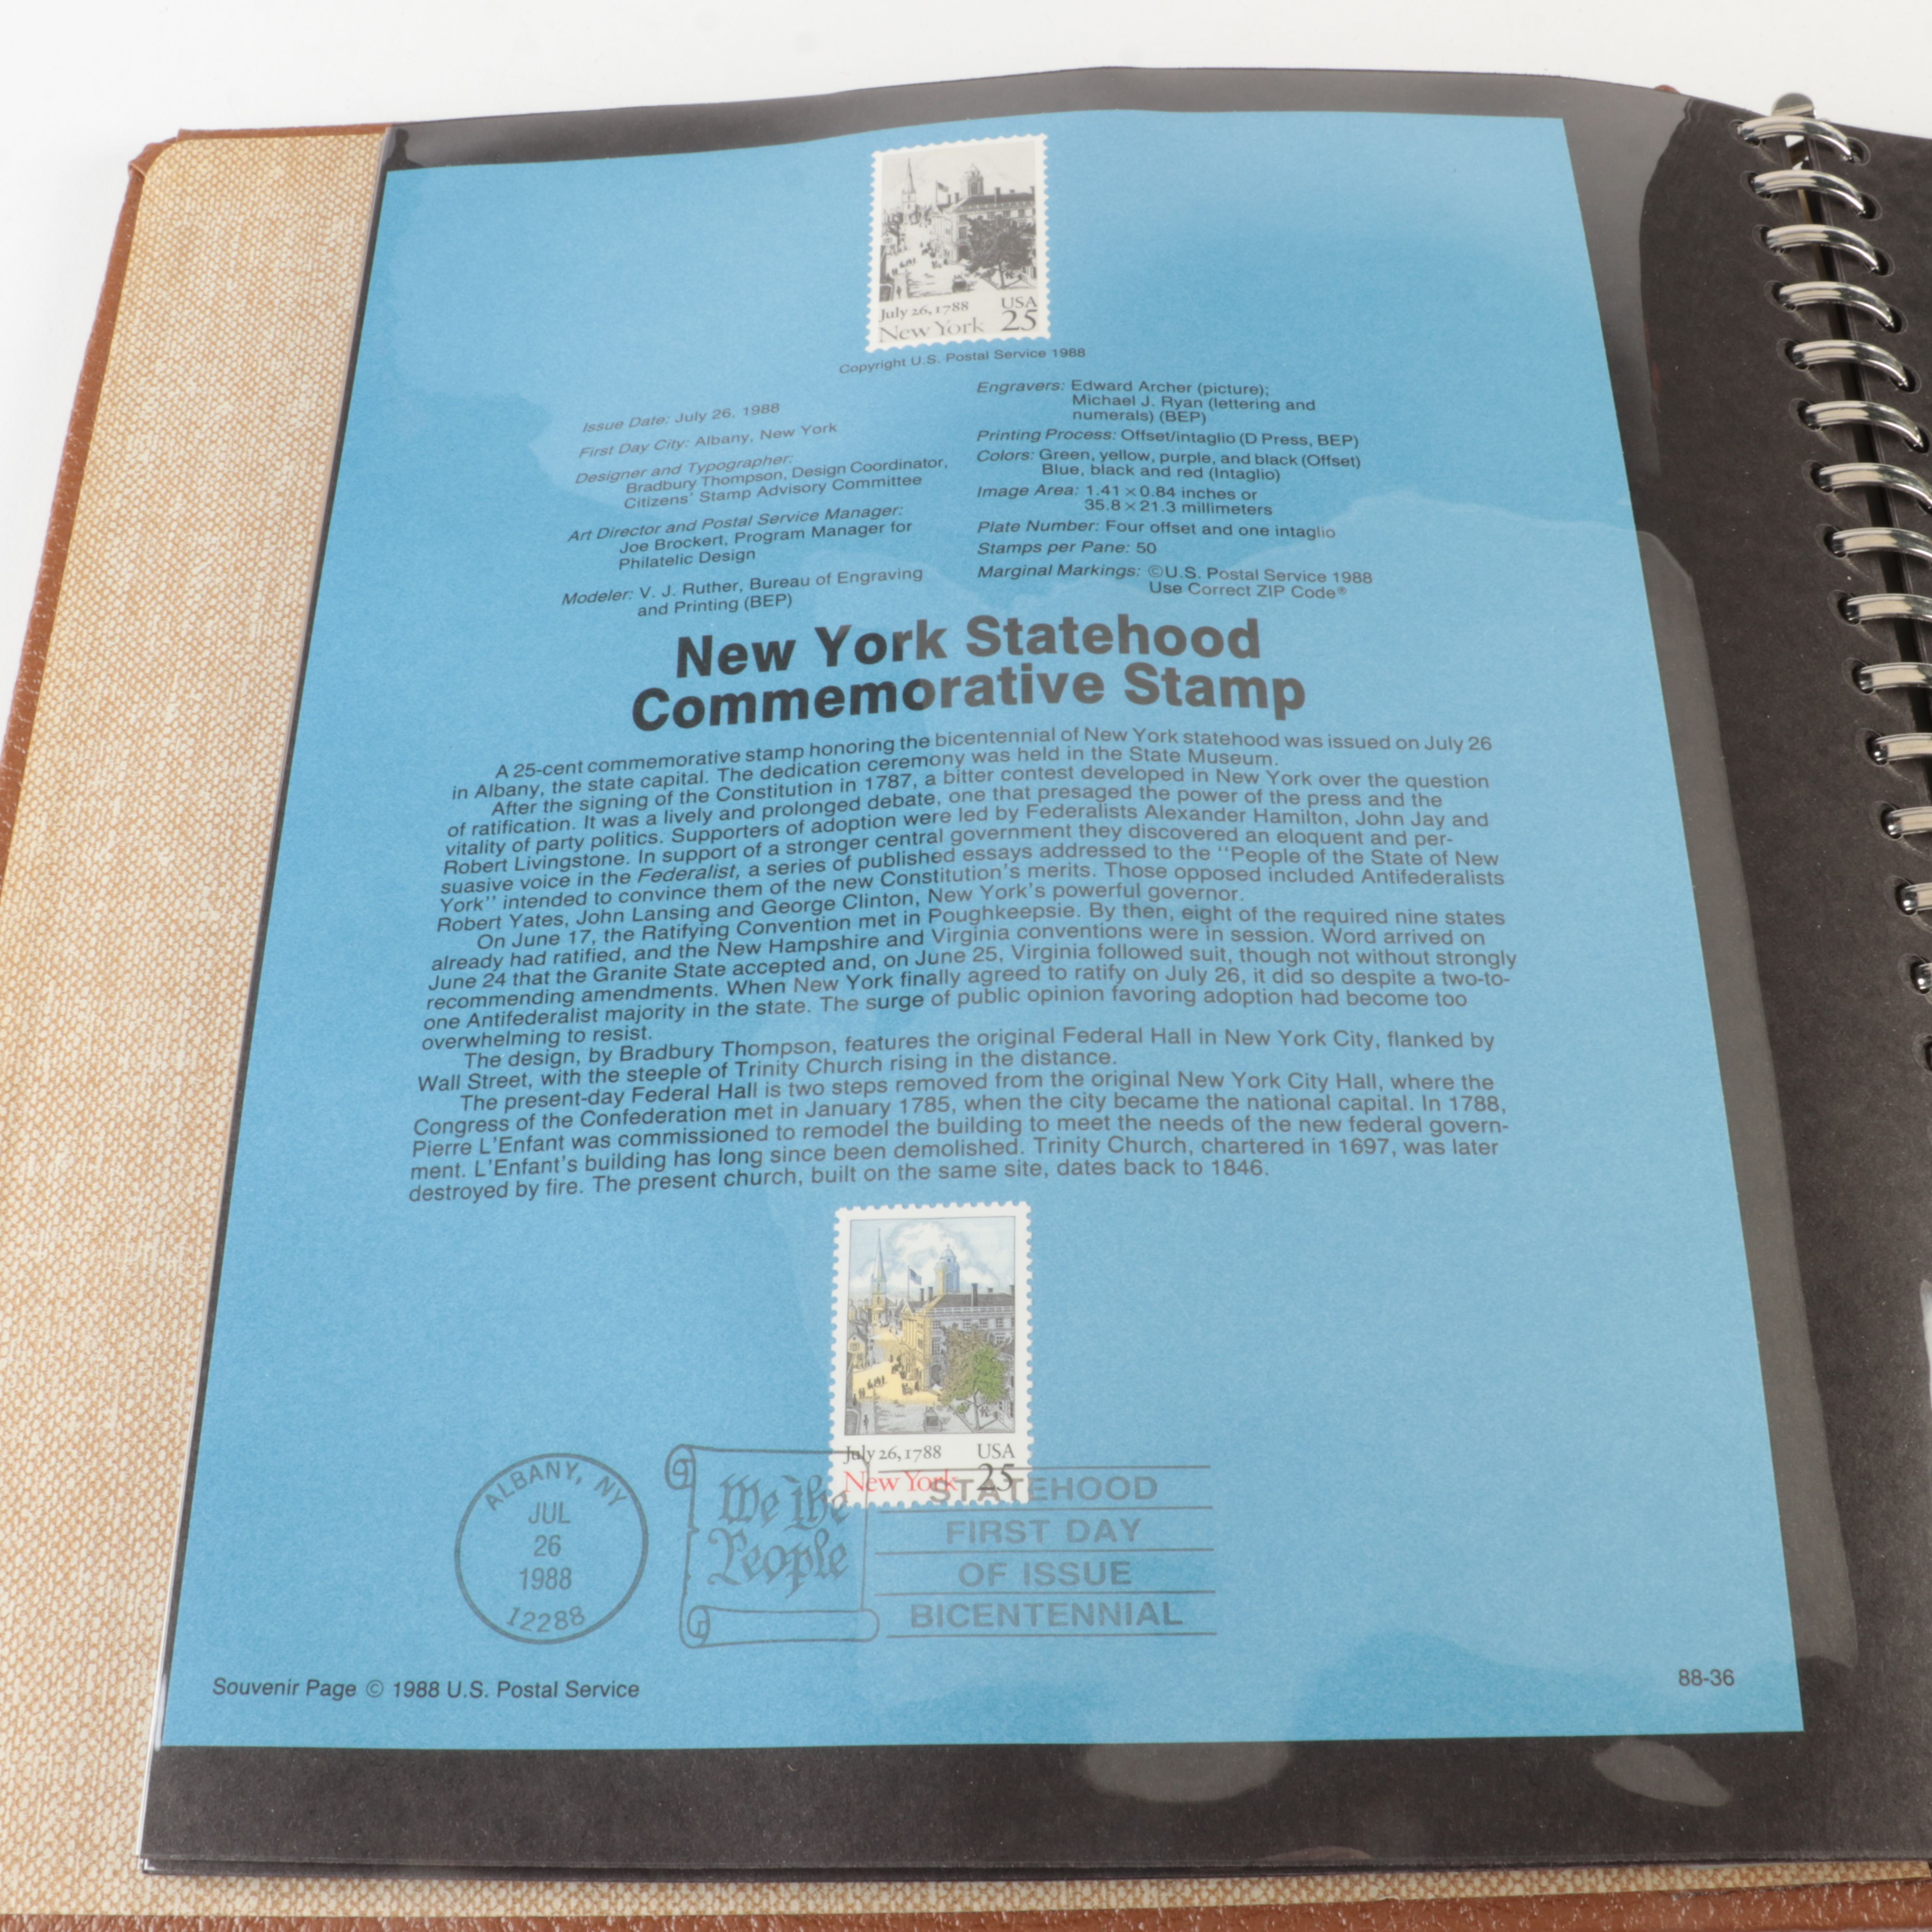 July 26, 1788 USA
New York 25
Copyright U.S. Postal Service 1988
Issue Date: July 26, 1988
First Day City: Albany, New York
Designer and Typographer:
Bradbury Thompson, Design Coordinator,
Citizens' Stamp Advisory Committee
Art Director and Postal Service Manager:
Joe Brockert, Program Manager for
Philatelic Design
Modeler: V. J. Ruther, Bureau of Engraving
and Printing (BEP)
Engravers: Edward Archer (picture);
Michael J. Ryan (lettering and
numerals) (BEP)
Printing Process: Offset/intaglio (D Press, BEP)
Colors: Green, yellow, purple, and black (Offset)
Blue, black and red (Intaglio)
Image Area: 1.41 × 0.84 inches or
35.8 × 21.3 millimeters
Plate Number: Four offset and one intaglio
Stamps per Pane: 50
Marginal Markings: ©U.S. Postal Service 1988
Use Correct ZIP Code®
New York Statehood
Commemorative Stamp
A 25-cent commemorative stamp honoring the bicentennial of New York statehood was issued on July 26
in Albany, the state capital. The dedication ceremony was held in the State Museum.
After the signing of the Constitution in 1787, a bitter contest developed in New York over the question
of ratification. It was a lively and prolonged debate, one that presaged the power of the press and the
vitality of party politics. Supporters of adoption were led by Federalists Alexander Hamilton, John Jay and
Robert Livingstone. In support of a stronger central government they discovered an eloquent and per-
suasive voice in the Federalist, a series of published essays addressed to the "People of the State of New
York" intended to convince them of the new Constitution's merits. Those opposed included Antifederalists
Robert Yates, John Lansing and George Clinton, New York's powerful governor.
On June 17, the Ratifying Convention met in Poughkeepsie. By then, eight of the required nine states
already had ratified, and the New Hampshire and Virginia conventions were in session. Word arrived on
June 24 that the Granite State accepted and, on June 25, Virginia followed suit, though not without strongly
recommending amendments. When New York finally agreed to ratify on July 26, it did so despite a two-to-
one Antifederalist majority in the state. The surge of public opinion favoring adoption had become too
overwhelming to resist.
The design, by Bradbury Thompson, features the original Federal Hall in New York City, flanked by
Wall Street, with the steeple of Trinity Church rising in the distance.
The present-day Federal Hall is two steps removed from the original New York City Hall, where the
Congress of the Confederation met in January 1785, when the city became the national capital. In 1788,
Pierre L'Enfant was commissioned to remodel the building to meet the needs of the new federal govern-
ment. L'Enfant's building has long since been demolished. Trinity Church, chartered in 1697, was later
destroyed by fire. The present church, built on the same site, dates back to 1846.
July 26, 1788 USA
New York 25
ALBANY, NY
JUL
26
1988
12288
We the
People
STATEHOOD
FIRST DAY
OF ISSUE
BICENTENNIAL
Souvenir Page © 1988 U.S. Postal Service
88-36